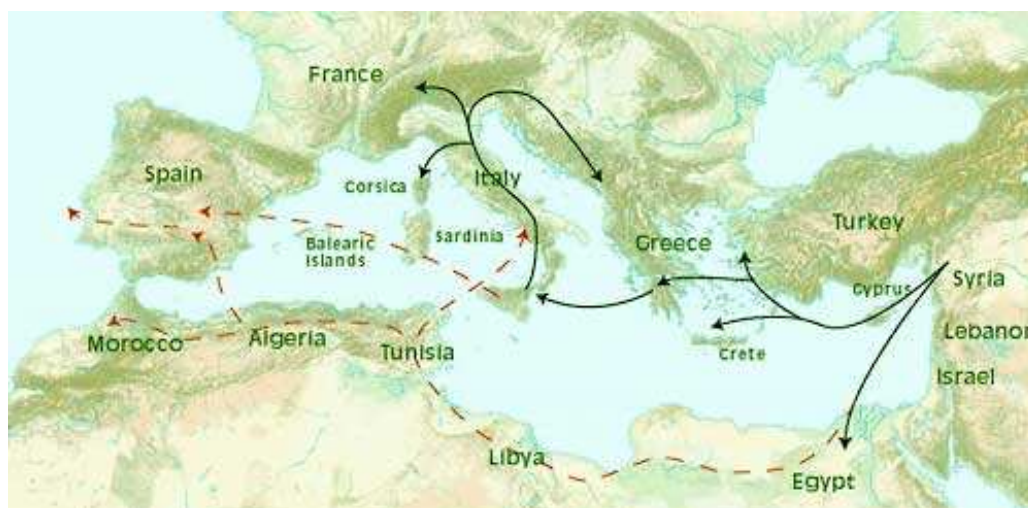 France
Spain
Corsica
Italy
Turkey
Sardinia
Balearic
Islands
Greece
Cyprus
Syria
Morocco
Algeria
Tunisia
Crete
Lebanon
Israel
Libya
Egypt